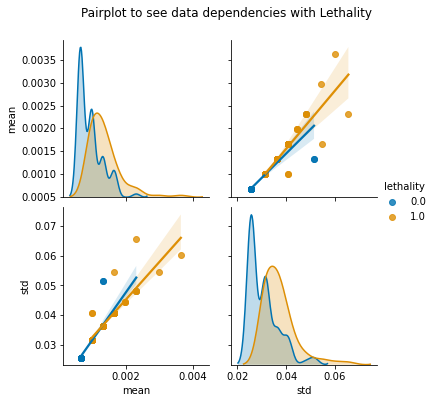 Pairplot to see data dependencies with Lethality
0.0035
0.0030
0.0025
0.0020
0.0015
0.0010
0.0005
mean
lethality
0.0
1.0
0.07
0.06
0.05
0.04
0.03
std
0.002 0.004
mean
0.02 0.04 0.06
std